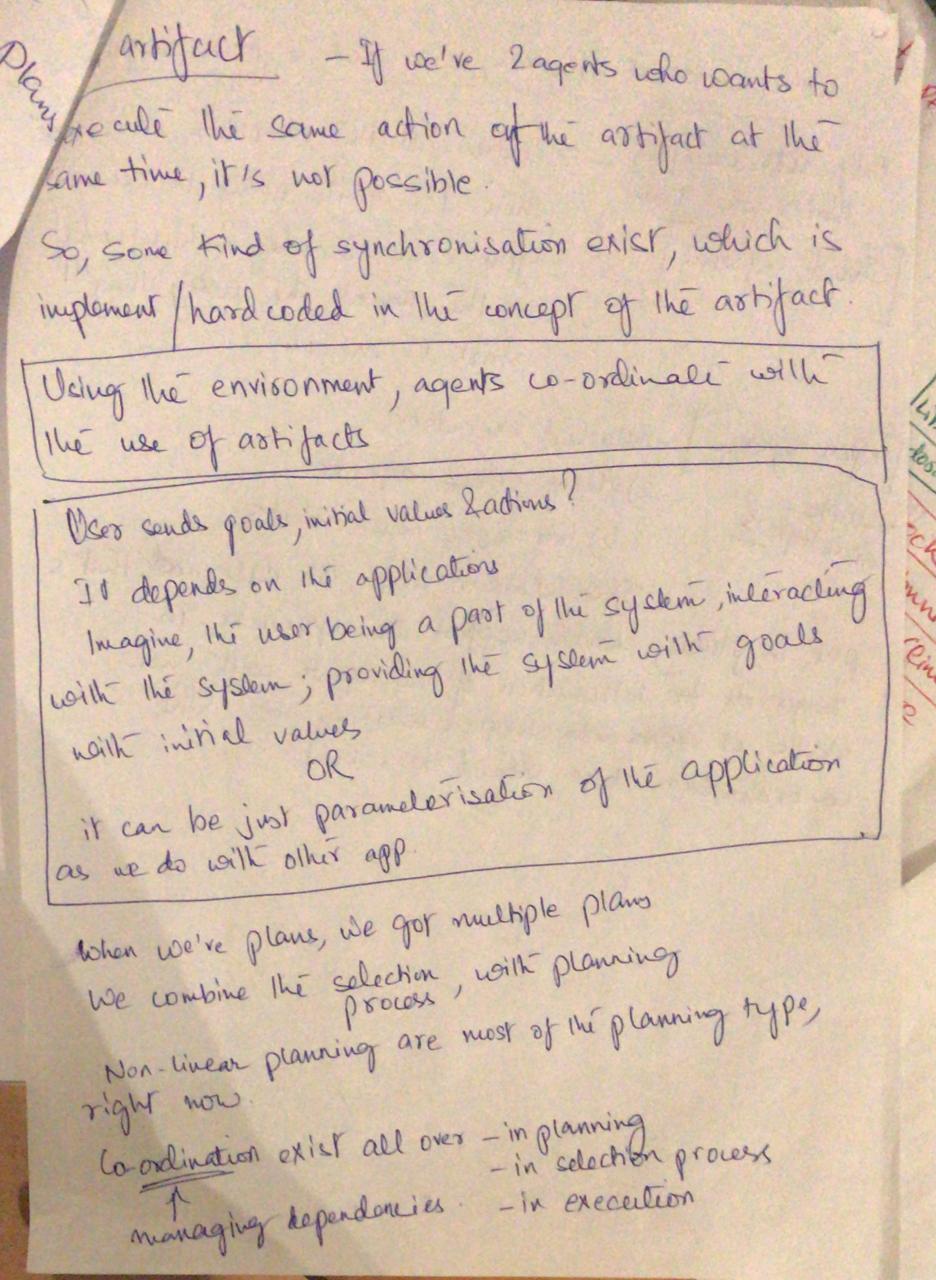 Plans
artifact - If we've 2 agents who wants to
execute the same action of the artifact at the
same time, it's not possible.
So, some kind of synchronisation exist, which is
implement / hardcoded in the concept of the artifact.
Using the environment, agents co-ordinate with
the use of artifacts
User sends goals, initial values & actions?
It depends on the applications
Imagine, the user being a part of the system, interacting
with the system; providing the system with goals
with initial values
OR
it can be just parameterisation of the application
as we do with other app.
When we've plans, we got multiple plans
We combine the selection process, with planning
Non-linear planning are most of the planning type,
right now.
Co-ordination exist all over - in planning
- in selection process
↑
managing dependencies. - in execution